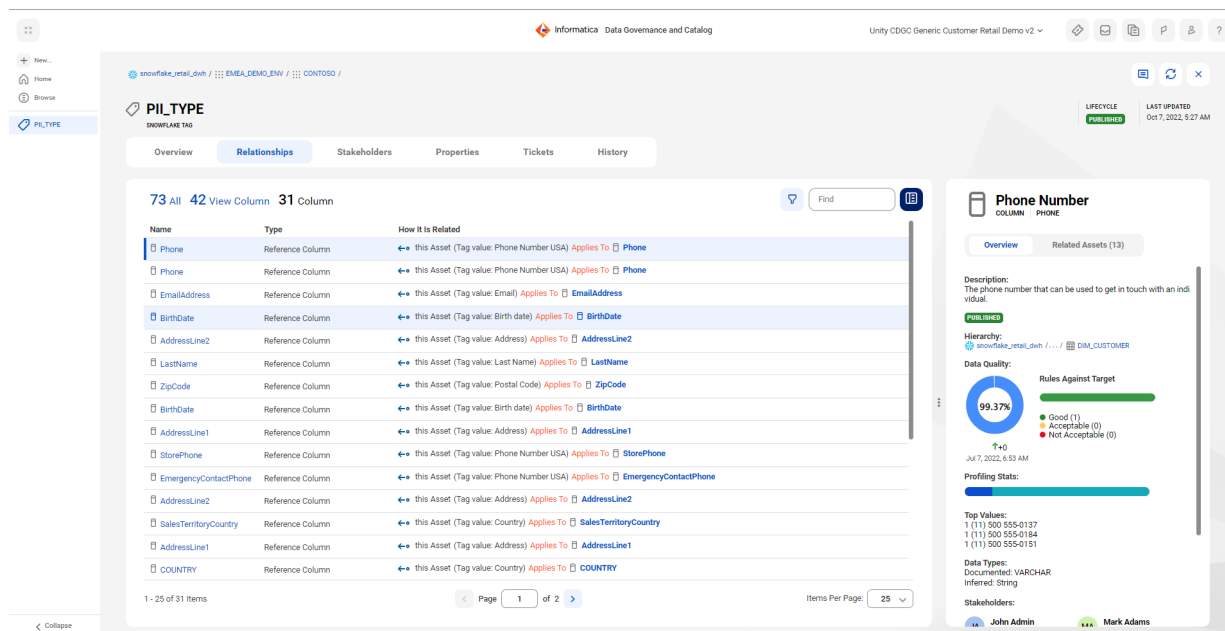 Informatica Data Governance and Catalog
Unity CDGC Generic Customer Retail Demo v2
?
New...
Home
Browse
PII_TYPE
Collapse
snowflake_retail_dwh / EMEA_DEMO_ENV / CONTOSO /
PII_TYPE
SNOWFLAKE TAG
LIFECYCLE
PUBLISHED
LAST UPDATED
Oct 7, 2022, 5:27 AM
Overview Relationships Stakeholders Properties Tickets History
73 All 42 View Column 31 Column
Find
Name Type How It Is Related
Phone Reference Column this Asset (Tag value: Phone Number USA) Applies To Phone
Phone Reference Column this Asset (Tag value: Phone Number USA) Applies To Phone
EmailAddress Reference Column this Asset (Tag value: Email) Applies To EmailAddress
BirthDate Reference Column this Asset (Tag value: Birth date) Applies To BirthDate
AddressLine2 Reference Column this Asset (Tag value: Address) Applies To AddressLine2
LastName Reference Column this Asset (Tag value: Last Name) Applies To LastName
ZipCode Reference Column this Asset (Tag value: Postal Code) Applies To ZipCode
BirthDate Reference Column this Asset (Tag value: Birth date) Applies To BirthDate
AddressLine1 Reference Column this Asset (Tag value: Address) Applies To AddressLine1
StorePhone Reference Column this Asset (Tag value: Phone Number USA) Applies To StorePhone
EmergencyContactPhone Reference Column this Asset (Tag value: Phone Number USA) Applies To EmergencyContactPhone
AddressLine2 Reference Column this Asset (Tag value: Address) Applies To AddressLine2
SalesTerritoryCountry Reference Column this Asset (Tag value: Country) Applies To SalesTerritoryCountry
AddressLine1 Reference Column this Asset (Tag value: Address) Applies To AddressLine1
COUNTRY Reference Column this Asset (Tag value: Country) Applies To COUNTRY
1 - 25 of 31 Items
Page 1 of 2
Items Per Page: 25
Phone Number
COLUMN PHONE
Overview Related Assets (13)
Description:
The phone number that can be used to get in touch with an indi
vidual.
PUBLISHED
Hierarchy:
snowflake_retail_dwh /. . . / DIM_CUSTOMER
Data Quality:
99.37%
+0
Jul 7, 2022, 6:53 AM
Rules Against Target
Good (1)
Acceptable (0)
Not Acceptable (0)
Profiling Stats:
Top Values:
1 (11) 500 555-0137
1 (11) 500 555-0184
1 (11) 500 555-0151
Data Types:
Documented: VARCHAR
Inferred: String
Stakeholders:
JA John Admin
MA Mark Adams